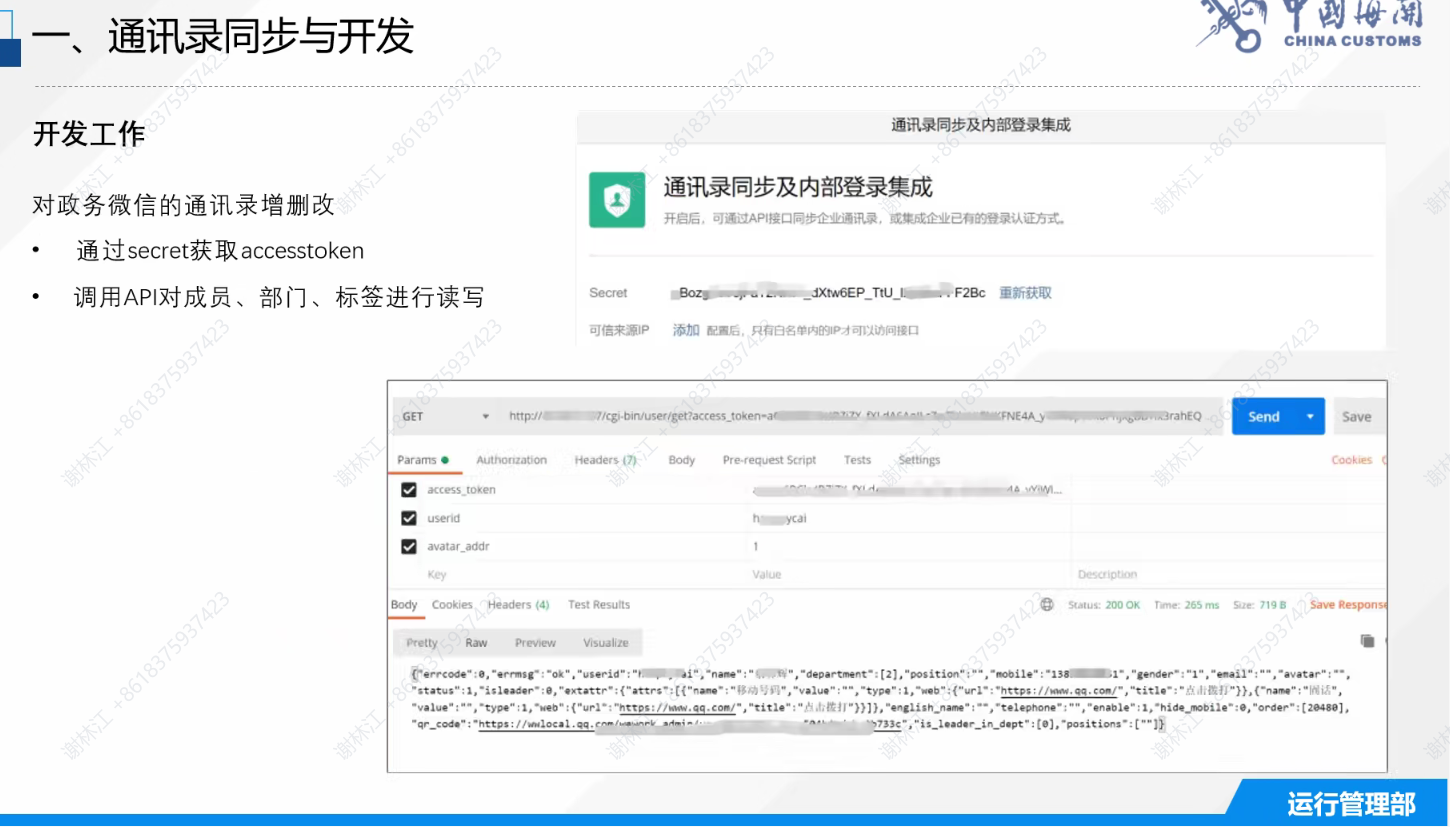 一、通讯录同步与开发
中國海關
CHINA CUSTOMS
开发工作
对政务微信的通讯录增删改
• 通过secret获取accesstoken
• 调用API对成员、部门、标签进行读写
通讯录同步及内部登录集成
通讯录同步及内部登录集成
开启后，可通过API接口同步企业通讯录，或集成企业已有的登录认证方式。
Secret Bozg dXtw6EP_TtU_ F2Bc 重新获取
可信来源IP 添加 配置后，只有白名单内的IP才可以访问接口
GET http:// 7//cgi-bin/user/get?access_token= FNE4A_y 3rahEQ Send Save
Params Authorization Headers (7) Body Pre-request Script Tests Settings Cookies
access_token
userid h ycai
avatar_addr 1
Key Value Description
Body Cookies Headers (4) Test Results Status: 200 OK Time: 265 ms Size: 719 B Save Response
Pretty Raw Preview Visualize
{"errcode":0,"errmsg":"ok","userid":" ai","name":" ","department":[2],"position":"","mobile":"138 1","gender":"1","email":"","avatar":"",
"status":1,"isleader":0,"extattr":{"attrs":[{"name":"移动号码","value":"","type":1,"web":{"url":"https://www.qq.com/","title":"点击拨打"}},{"name":"固话",
"value":"","type":1,"web":{"url":"https://www.qq.com/","title":"点击拨打"}}]},"english_name":"","telephone":"","enable":1,"hide_mobile":0,"order":[20480],
"qr_code":"https://wwlocal.qq.com/wework_admin/ b733c","is_leader_in_dept":[0],"positions":[""]}
运行管理部
谢林江 +8618375937423